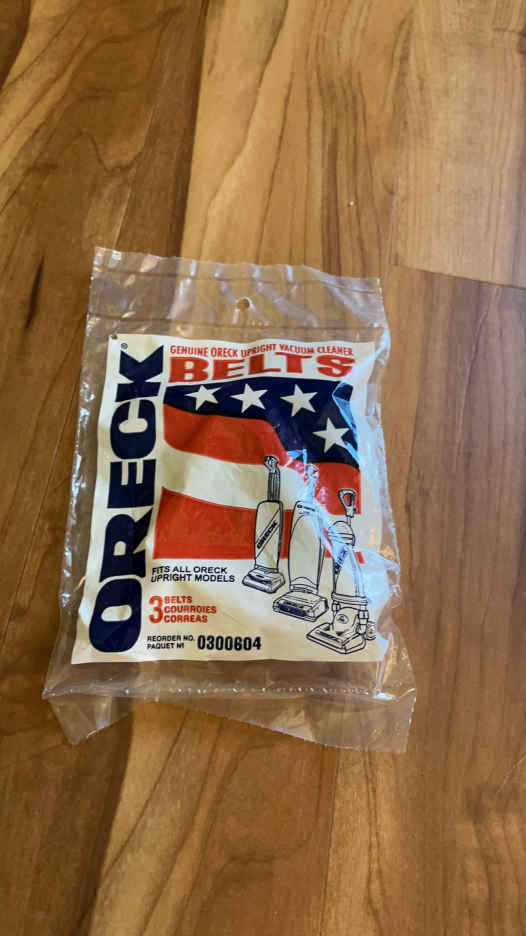 ORECK®
GENUINE ORECK UPRIGHT VACUUM CLEANER
BELTS
FITS ALL ORECK
UPRIGHT MODELS
3 BELTS
COURROIES
CORREAS
REORDER NO. 0300604
PAQUET Nº
ORECK